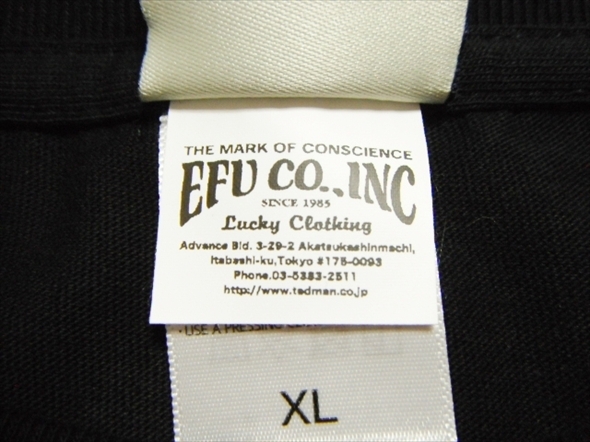 THE MARK OF CONSCIENCE
EFU CO.,INC
SINCE 1985
Lucky Clothing
Advance Bld. 3-29-2 Akatsukashinmachi,
Itabashi-ku,Tokyo #175-0093
Phone.03-5383-2511
http://www.tedman.co.jp
·USE A PRESSING
XL